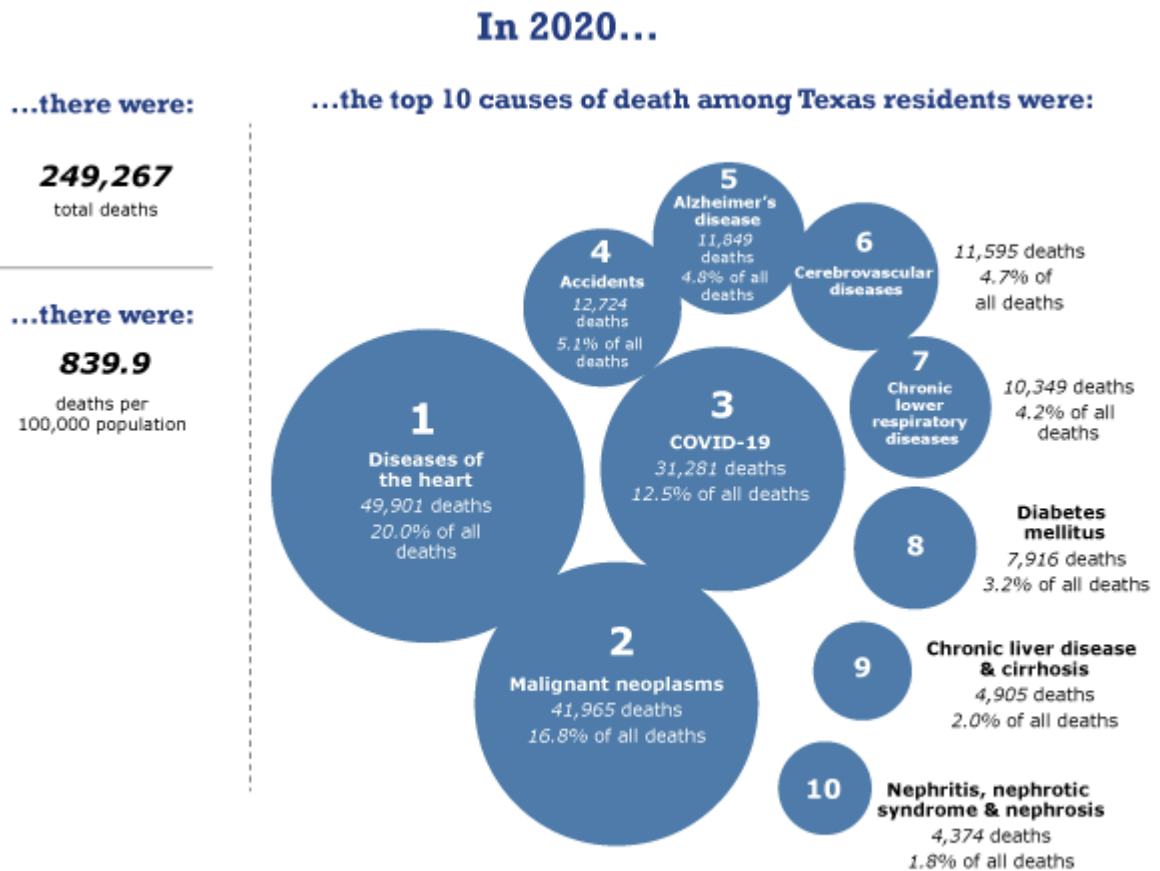 In 2020...
...there were:
249,267
total deaths
...there were:
839.9
deaths per
100,000 population
...the top 10 causes of death among Texas residents were:
1
Diseases of
the heart
49,901 deaths
20.0% of all
deaths
2
Malignant neoplasms
41,965 deaths
16.8% of all deaths
3
COVID-19
31,281 deaths
12.5% of all deaths
4
Accidents
12,724
deaths
5.1% of all
deaths
5
Alzheimer's
disease
11,849
deaths
4.8% of all
deaths
6
Cerebrovascular
diseases
11,595 deaths
4.7% of
all deaths
7
Chronic
lower
respiratory
diseases
10,349 deaths
4.2% of all
deaths
8
Diabetes
mellitus
7,916 deaths
3.2% of all deaths
9
Chronic liver disease
& cirrhosis
4,905 deaths
2.0% of all deaths
10
Nephritis, nephrotic
syndrome & nephrosis
4,374 deaths
1.8% of all deaths